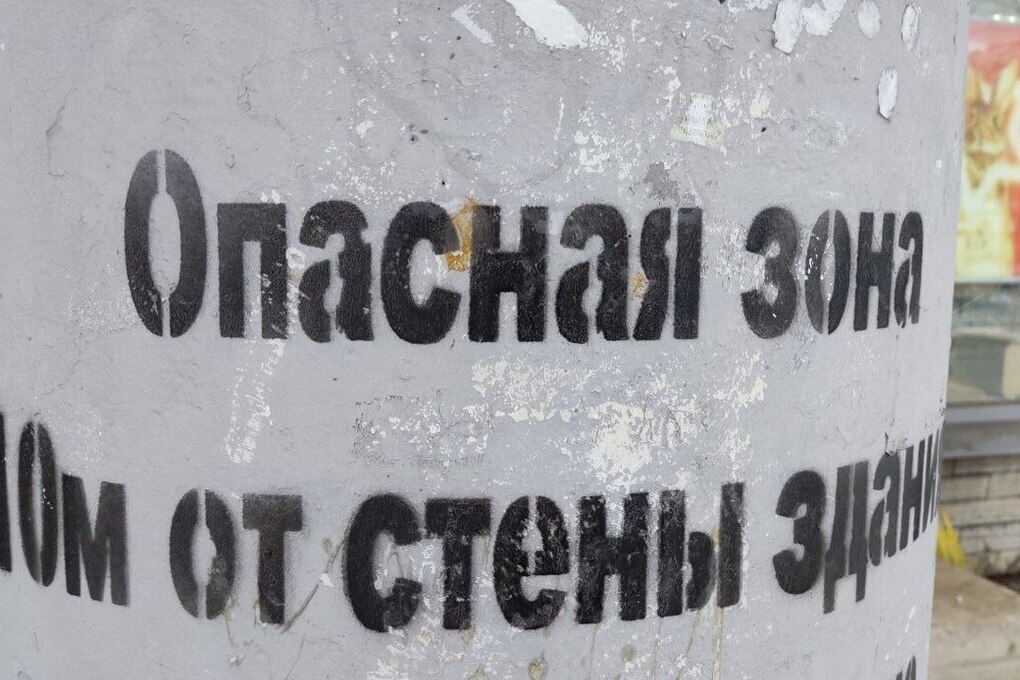 Опасная зона
10м от стены здани